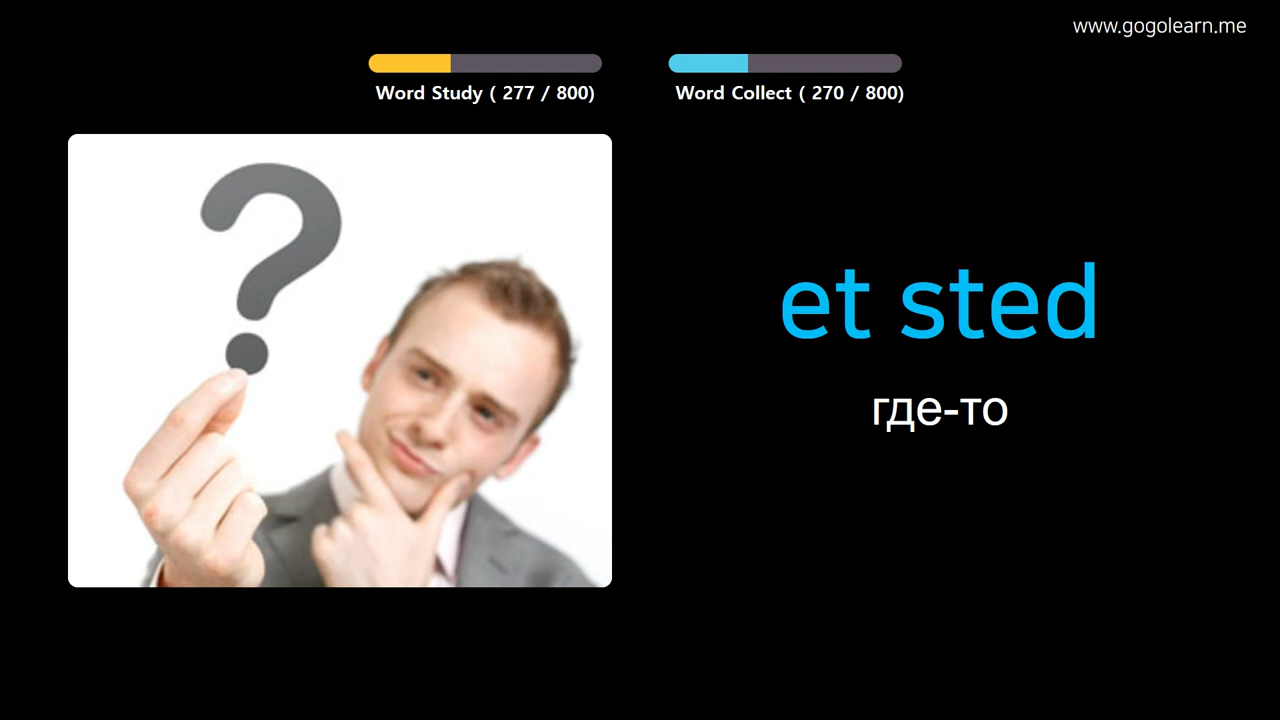 www.gogolearn.me
Word Study ( 277 / 800)
Word Collect ( 270 / 800)
?
et sted
где-то